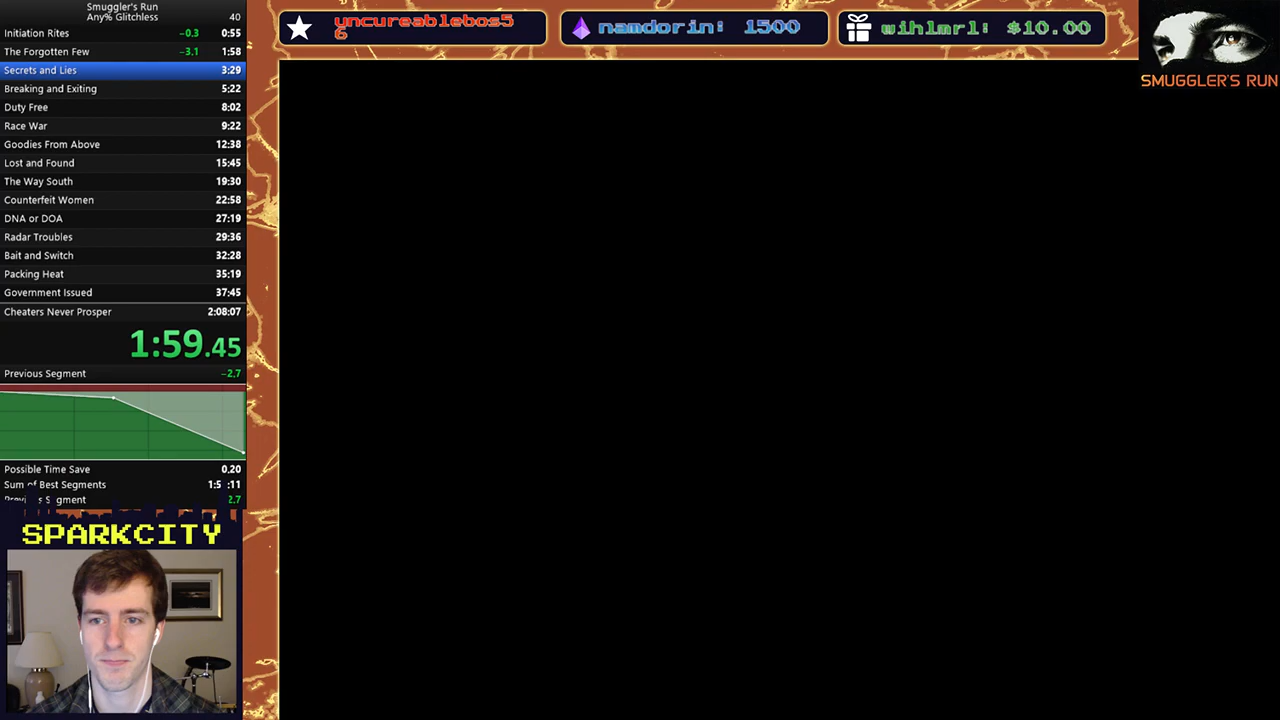 Smuggler's Run
Any% Glitchless 40
Initiation Rites -0.3 0:55
The Forgotten Few -3.1 1:58
Secrets and Lies 3:29
Breaking and Exiting 5:22
Duty Free 8:02
Race War 9:22
Goodies From Above 12:38
Lost and Found 15:45
The Way South 19:30
Counterfeit Women 22:58
DNA or DOA 27:19
Radar Troubles 29:36
Bait and Switch 32:28
Packing Heat 35:19
Government Issued 37:45
Cheaters Never Prosper 2:08:07
1:59.45
Previous Segment -2.7
Possible Time Save 0.20
Sum of Best Segments
SPARKCITY
uncureablebos5
6
namdorin: 1500
wihlmrl: $10.00
SMUGGLER'S RUN